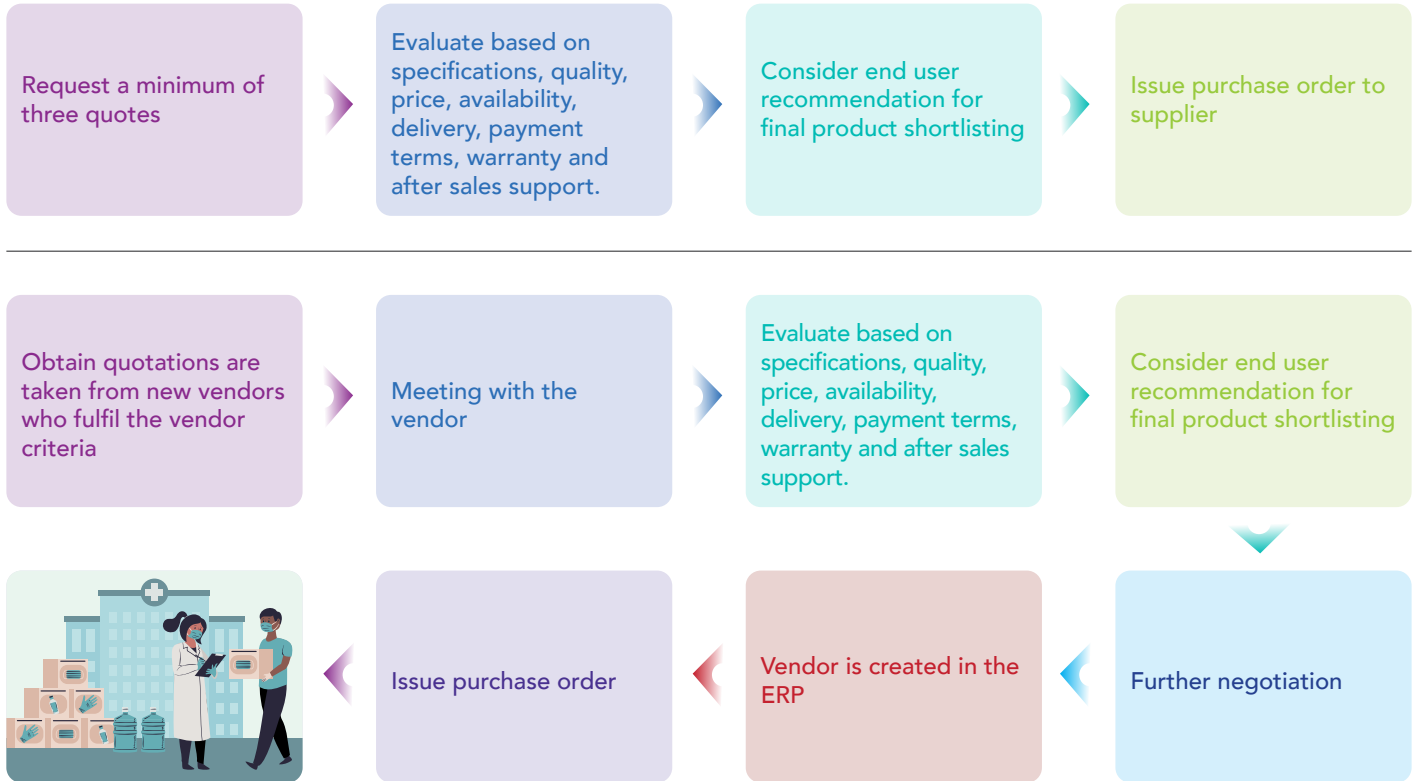 Request a minimum of
three quotes
Evaluate based on
specifications, quality,
price, availability,
delivery, payment
terms, warranty and
after sales support.
Consider end user
recommendation for
final product shortlisting
Issue purchase order to
supplier
Obtain quotations are
taken from new vendors
who fulfil the vendor
criteria
Meeting with the
vendor
Evaluate based on
specifications, quality,
price, availability,
delivery, payment terms,
warranty and after sales
support.
Consider end user
recommendation for
final product shortlisting
Further negotiation
Vendor is created in the
ERP
Issue purchase order